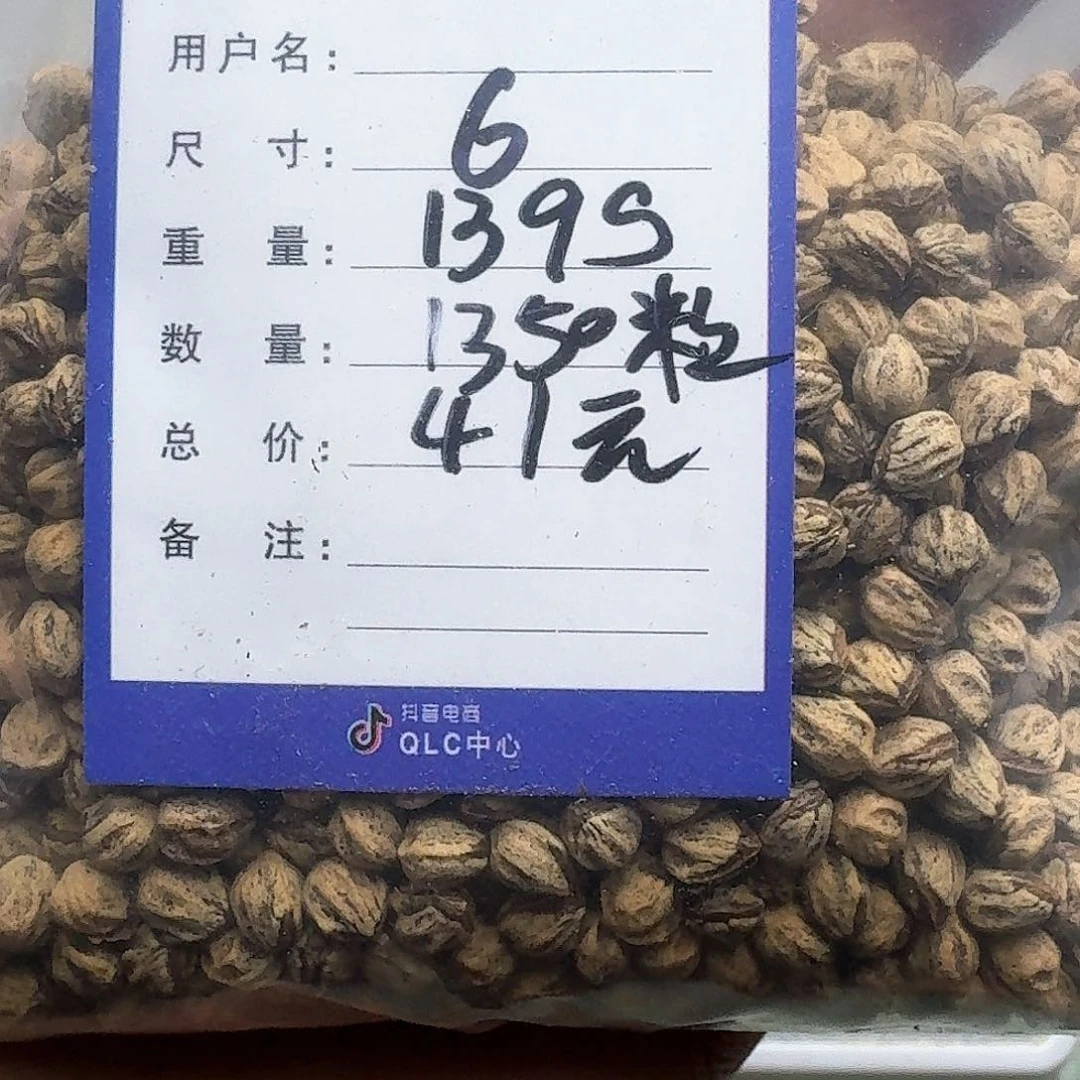 用户名:
尺寸: 6
重量: 139S
数量: 1350粒
总价: 41元
备注:
抖音电商
QLC中心